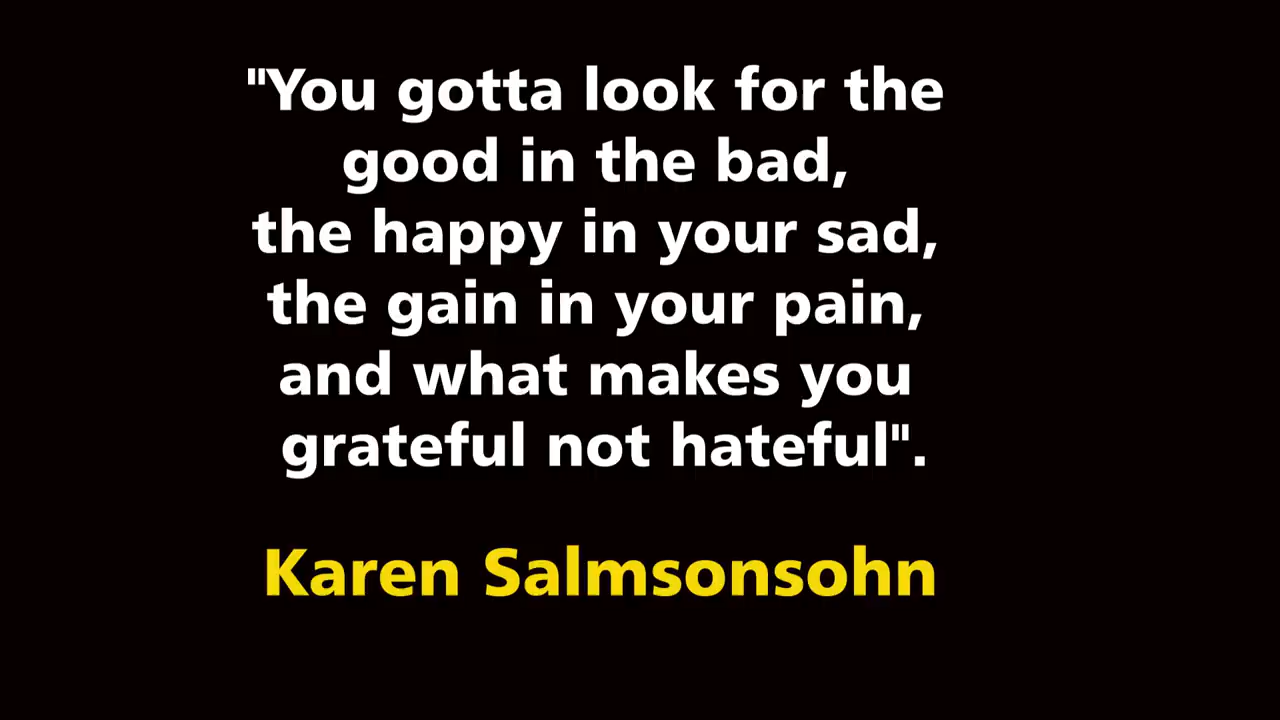 "You gotta look for the
good in the bad,
the happy in your sad,
the gain in your pain,
and what makes you
grateful not hateful".
Karen Salmsonsohn